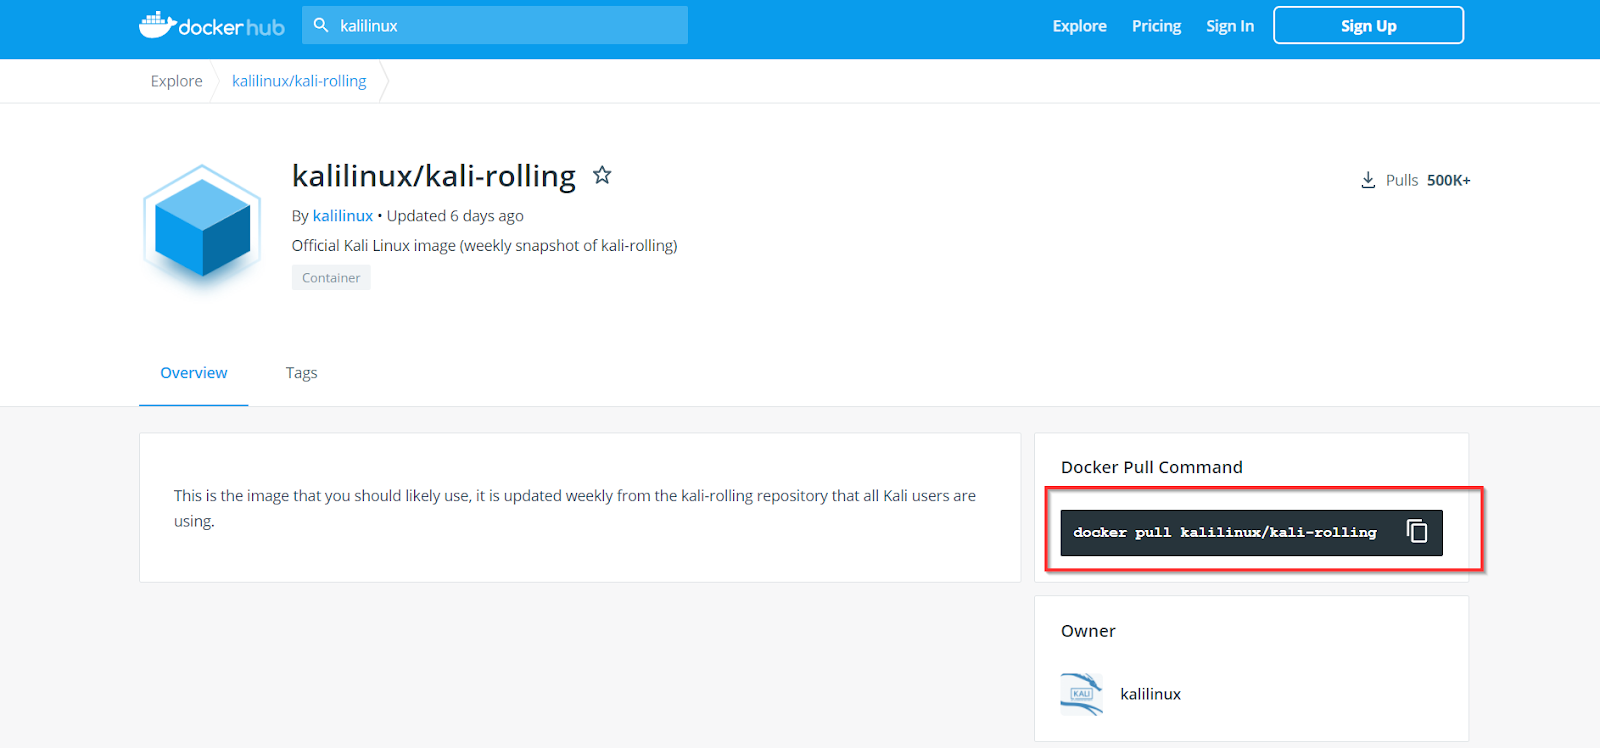 docker hub
kalilinux
Explore
Pricing
Sign In
Sign Up
Explore
kalilinux/kali-rolling
kalilinux/kali-rolling
Pulls 500K+
By kalilinux • Updated 6 days ago
Official Kali Linux image (weekly snapshot of kali-rolling)
Container
Overview
Tags
This is the image that you should likely use, it is updated weekly from the kali-rolling repository that all Kali users are
using.
Docker Pull Command
docker pull kalilinux/kali-rolling
Owner
KALI
kalilinux